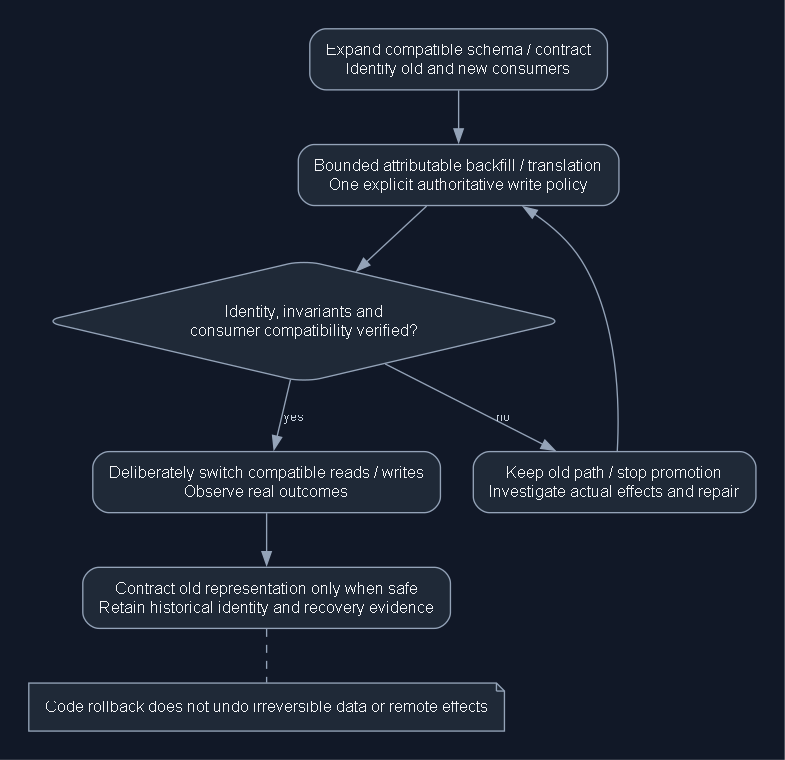 Expand compatible schema / contract
Identify old and new consumers
Bounded attributable backfill / translation
One explicit authoritative write policy
Identity, invariants and
consumer compatibility verified?
yes
no
Deliberately switch compatible reads / writes
Observe real outcomes
Keep old path / stop promotion
Investigate actual effects and repair
Contract old representation only when safe
Retain historical identity and recovery evidence
Code rollback does not undo irreversible data or remote effects